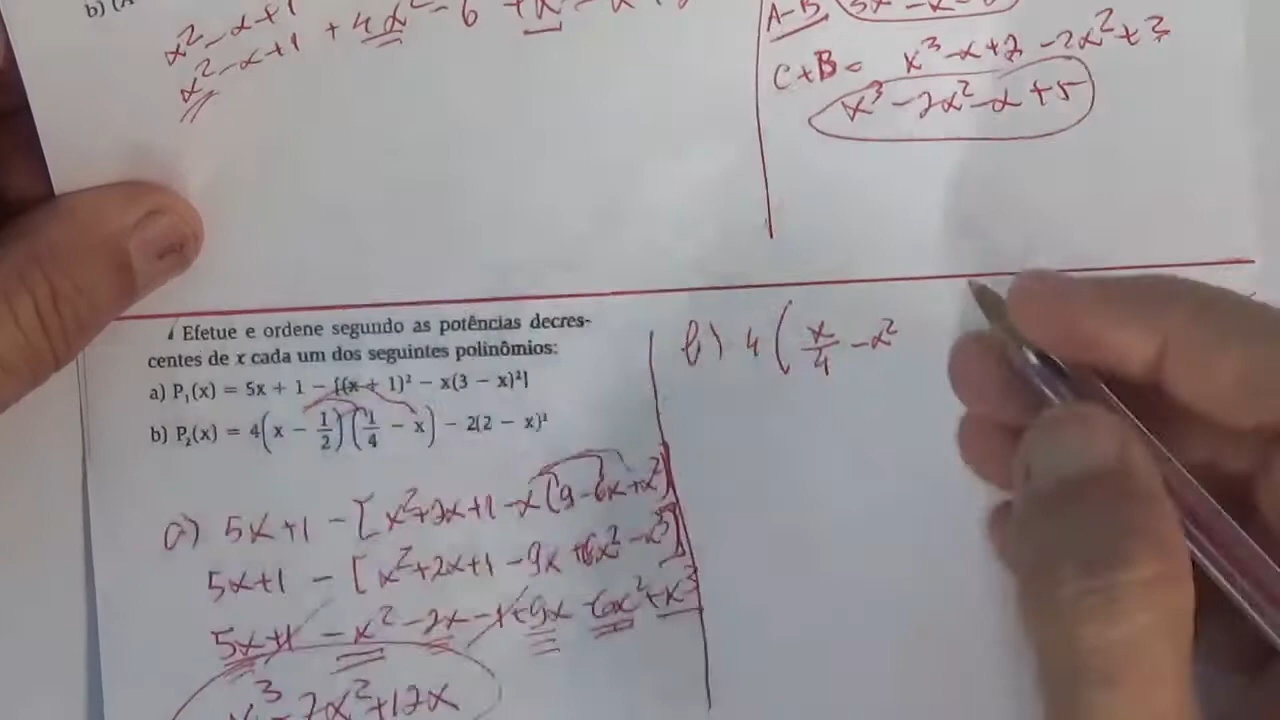 b) (A
x² - x + 1
x² - x + 1 + 4x² - 6 + x
A-B 3x² - x - 6
C+B = x³ - x + 2 - 2x² + 3
x³ - 2x² - x + 5
Efetue e ordene segundo as potências decres-
centes de x cada um dos seguintes polinômios:
a) P₁(x) = 5x + 1 - [(x + 1)² - x(3 - x)²]
b) P₂(x) = 4(x - 1/2)(1/4 - x) - 2(2 - x)²
a) 5x+1 - [x²+2x+1 - x(9 - 6x + x²)]
5x+1 - [x²+2x+1 - 9x + 6x² - x³]
5x+1 - x² - 2x - 1 + 9x - 6x² + x³
x³ - 7x² + 12x
b) 4 ( x/4 - x²